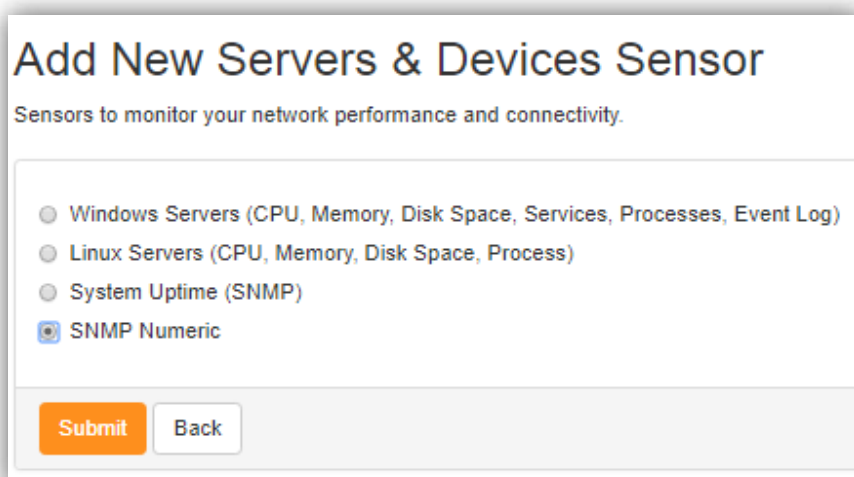 Add New Servers & Devices Sensor
Sensors to monitor your network performance and connectivity.
Windows Servers (CPU, Memory, Disk Space, Services, Processes, Event Log)
Linux Servers (CPU, Memory, Disk Space, Process)
System Uptime (SNMP)
SNMP Numeric
Submit
Back